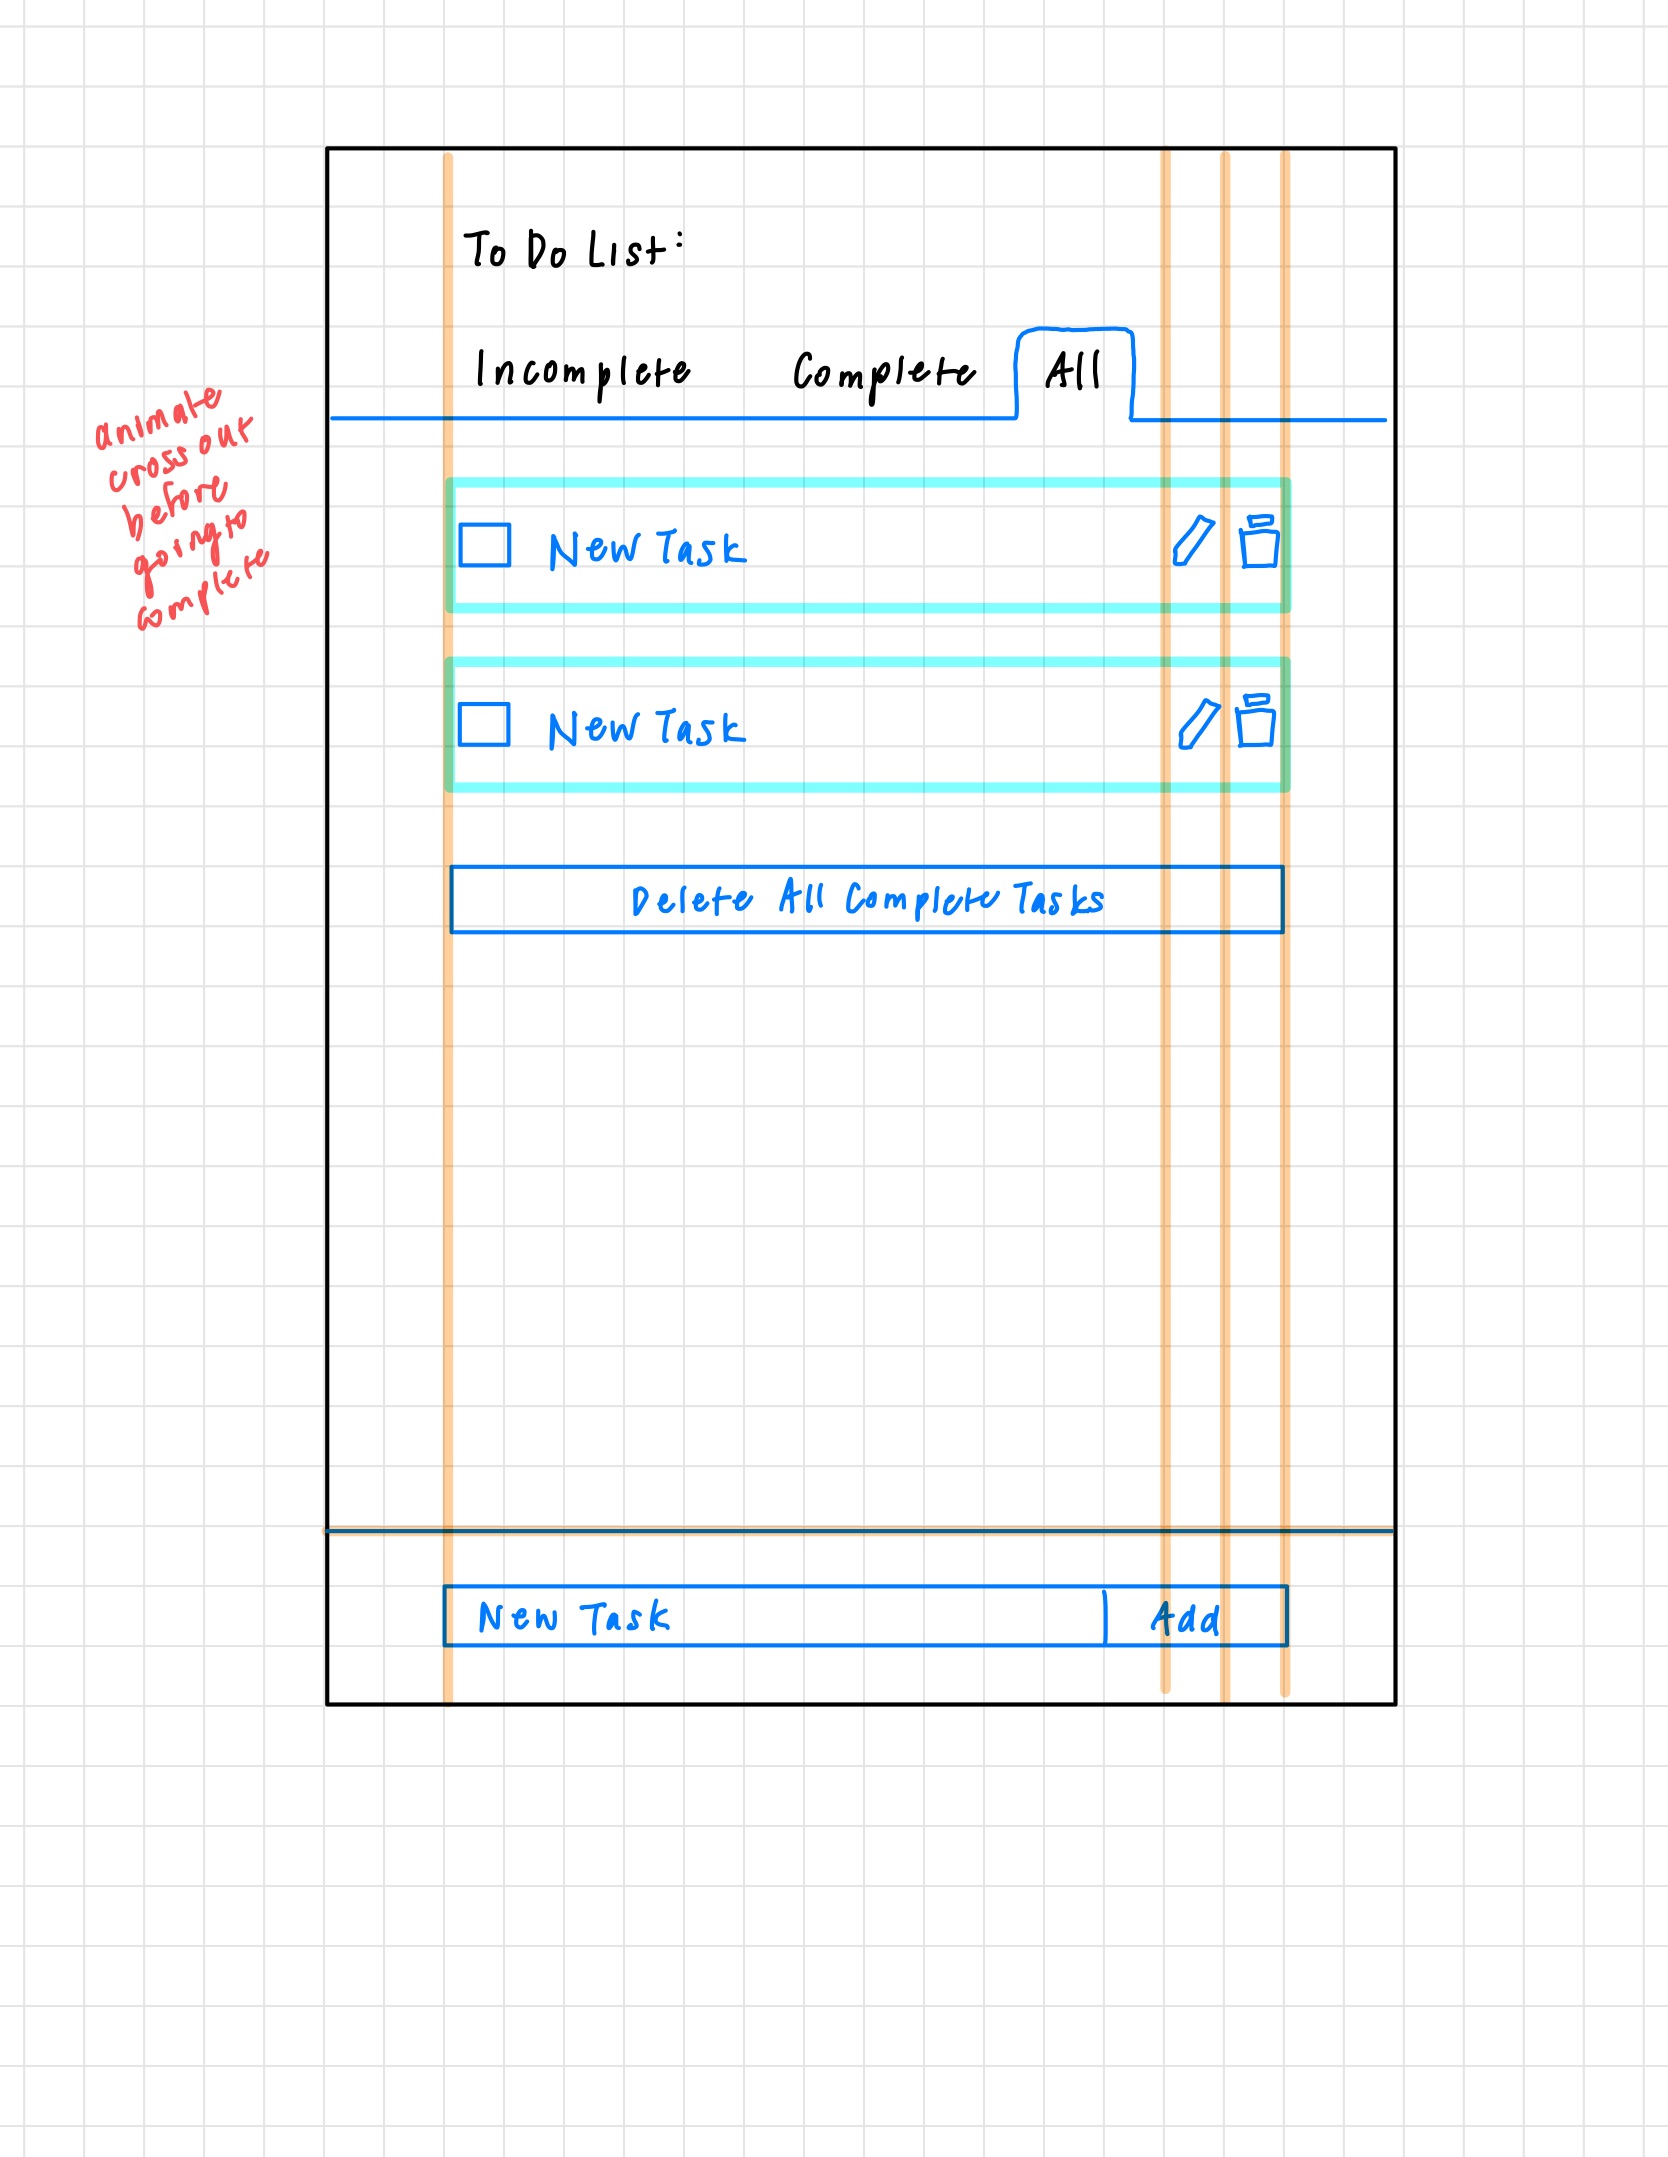 To Do List:
Incomplete Complete All
animate
cross out
before
going to
complete
New Task
New Task
Delete All Complete Tasks
New Task Add